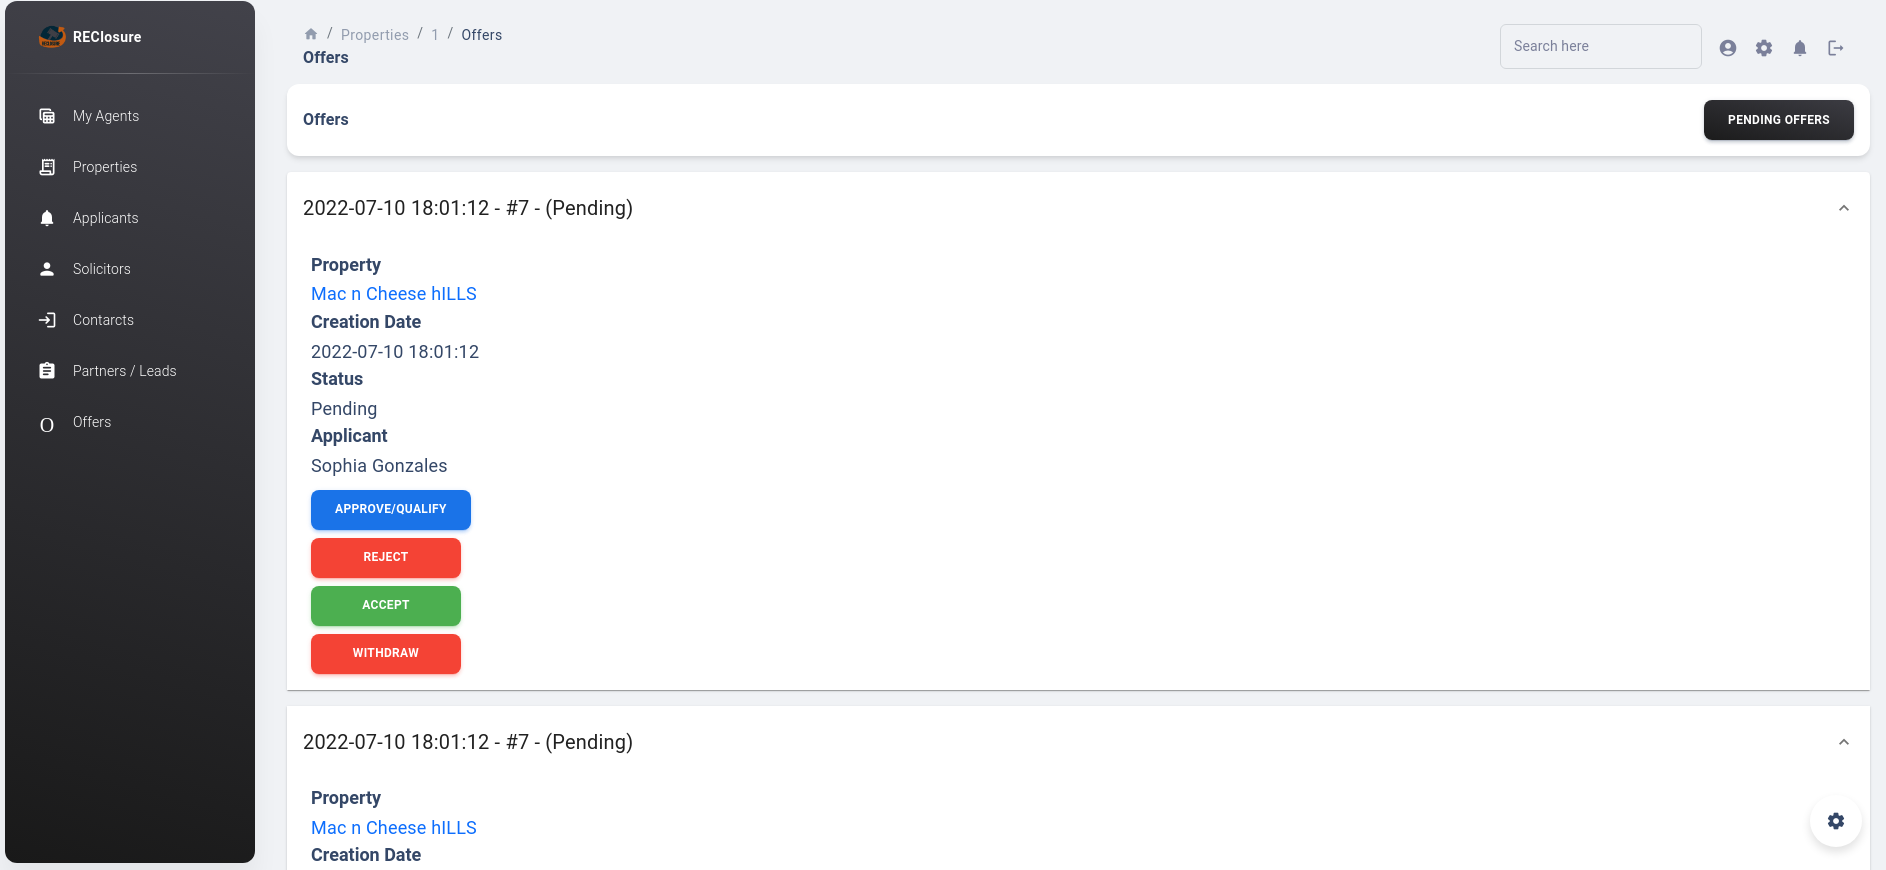 REClosure
My Agents
Properties
Applicants
Solicitors
Contarcts
Partners / Leads
O Offers
/ Properties / 1 / Offers
Offers
Search here
Offers
PENDING OFFERS
2022-07-10 18:01:12 - #7 - (Pending)
Property
Mac n Cheese hILLS
Creation Date
2022-07-10 18:01:12
Status
Pending
Applicant
Sophia Gonzales
APPROVE/QUALIFY
REJECT
ACCEPT
WITHDRAW
2022-07-10 18:01:12 - #7 - (Pending)
Property
Mac n Cheese hILLS
Creation Date